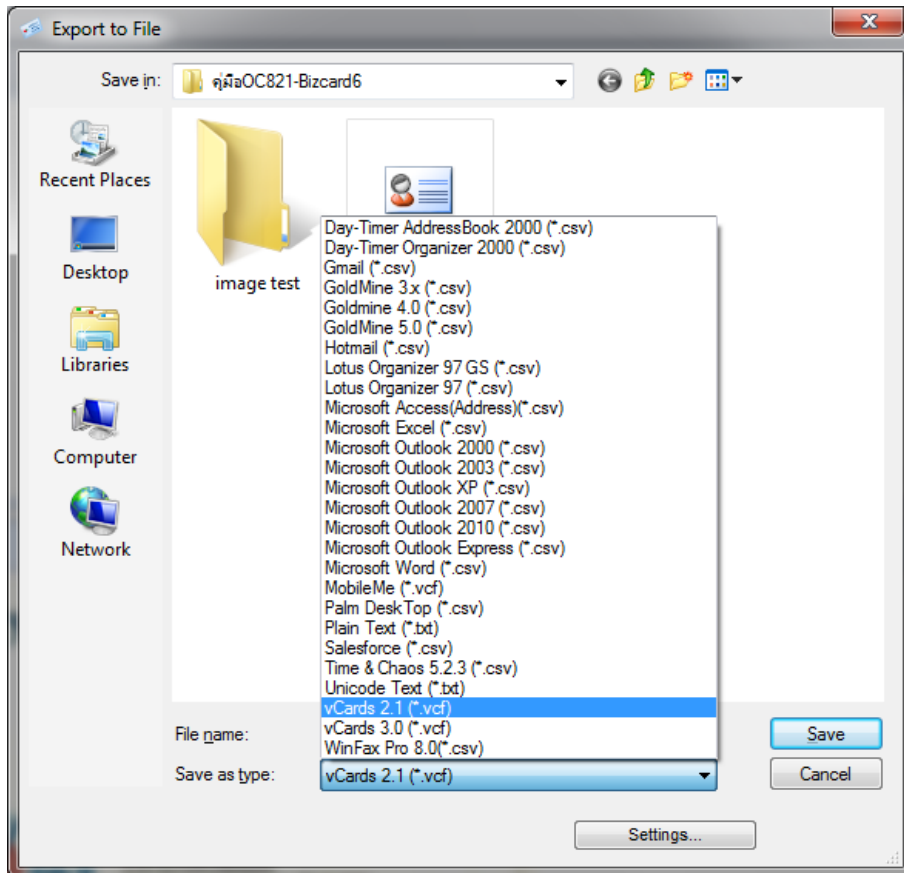 Export to File
Save in:
คู่มือOC821-Bizcard6
Recent Places
Desktop
Libraries
Computer
Network
image test
Day-Timer AddressBook 2000 (*.csv)
Day-Timer Organizer 2000 (*.csv)
Gmail (*.csv)
GoldMine 3.x (*.csv)
Goldmine 4.0 (*.csv)
GoldMine 5.0 (*.csv)
Hotmail (*.csv)
Lotus Organizer 97 GS (*.csv)
Lotus Organizer 97 (*.csv)
Microsoft Access(Address)(*.csv)
Microsoft Excel (*.csv)
Microsoft Outlook 2000 (*.csv)
Microsoft Outlook 2003 (*.csv)
Microsoft Outlook XP (*.csv)
Microsoft Outlook 2007 (*.csv)
Microsoft Outlook 2010 (*.csv)
Microsoft Outlook Express (*.csv)
Microsoft Word (*.csv)
MobileMe (*.vcf)
Palm DeskTop (*.csv)
Plain Text (*.txt)
Salesforce (*.csv)
Time & Chaos 5.2.3 (*.csv)
Unicode Text (*.txt)
vCards 2.1 (*.vcf)
vCards 3.0 (*.vcf)
WinFax Pro 8.0(*.csv)
File name:
Save
Save as type:
vCards 2.1 (*.vcf)
Cancel
Settings...